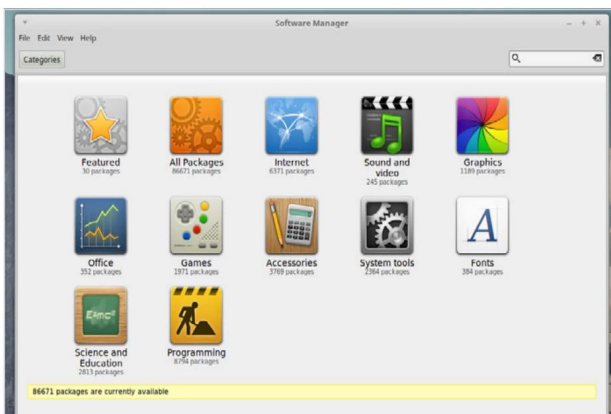 Software Manager
File Edit View Help
Categories
Featured
30 packages
All Packages
86671 packages
Internet
6371 packages
Sound and
video
245 packages
Graphics
1189 packages
Office
352 packages
Games
1971 packages
Accessories
3769 packages
System tools
2364 packages
Fonts
384 packages
Science and
Education
2813 packages
Programming
8794 packages
86671 packages are currently available